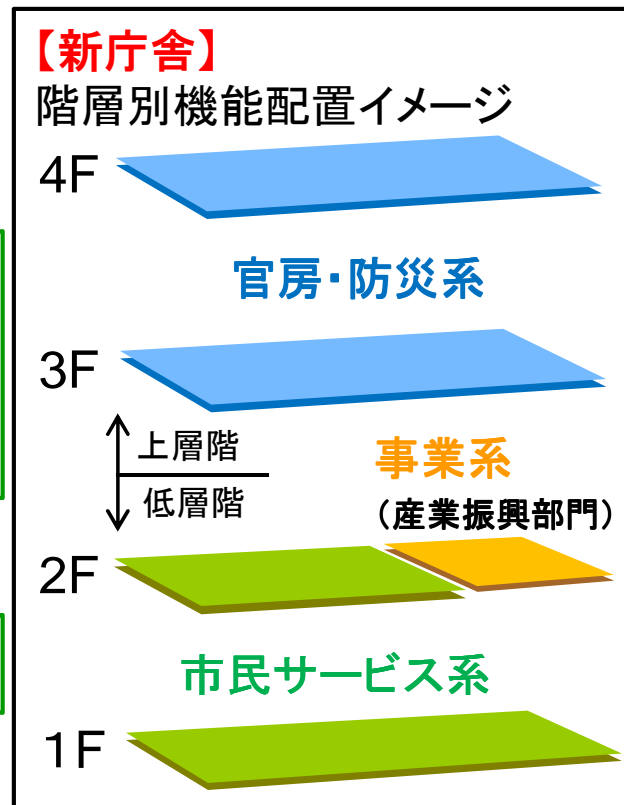 【新庁舎】
階層別機能配置イメージ
4F
官房・防災系
3F
上層階
事業系
低層階
（産業振興部門）
2F
市民サービス系
1F